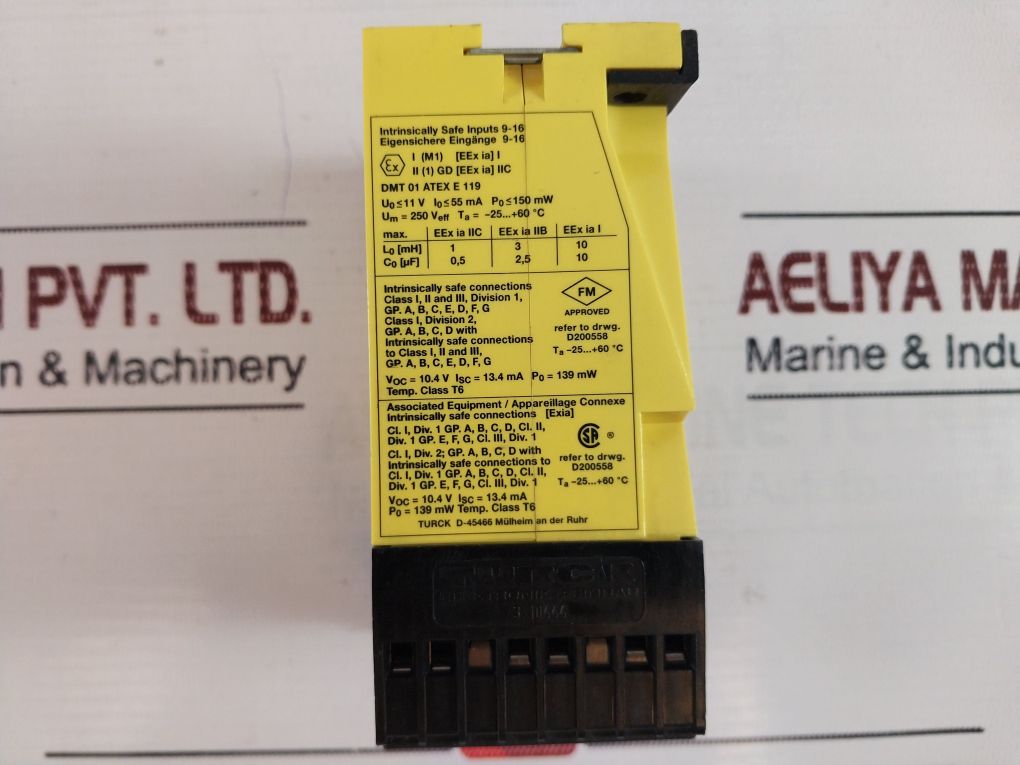 Intrinsically Safe Inputs 9-16
Eigensichere Eingänge 9-16
Ex
I (M1) [EEx ia] I
II (1) GD [EEx ia] IIC
DMT 01 ATEX E 119
U0 ≤ 11 V I0 ≤ 55 mA P0 ≤ 150 mW
Um = 250 Veff Ta = -25...+60 °C
max. EEx ia IIC EEx ia IIB EEx ia I
L0 [mH] 1 3 10
C0 [µF] 0,5 2,5 10
Intrinsically safe connections
Class I, II and III, Division 1,
GP. A, B, C, E, D, F, G
Class I, Division 2,
GP. A, B, C, D with
Intrinsically safe connections
to Class I, II and III,
GP. A, B, C, E, D, F, G
FM
APPROVED
refer to drwg.
D200558
Ta -25...+60 °C
VOC = 10.4 V ISC = 13.4 mA P0 = 139 mW
Temp. Class T6
Associated Equipment / Appareillage Connexe
Intrinsically safe connections [Exia]
Cl. I, Div. 1 GP. A, B, C, D, Cl. II,
Div. 1 GP. E, F, G, Cl. III, Div. 1
Cl. I, Div. 2; GP. A, B, C, D with
Intrinsically safe connections to
Cl. I, Div. 1 GP. A, B, C, D, Cl. II,
Div. 1 GP. E, F, G, Cl. III, Div. 1
SA ®
refer to drwg.
D200558
Ta -25...+60 °C
VOC = 10.4 V ISC = 13.4 mA
P0 = 139 mW Temp. Class T6
TURCK D-45466 Mülheim an der Ruhr
TURCK
PVT. LTD.
n & Machinery
AELIYA MA
Marine & Indu